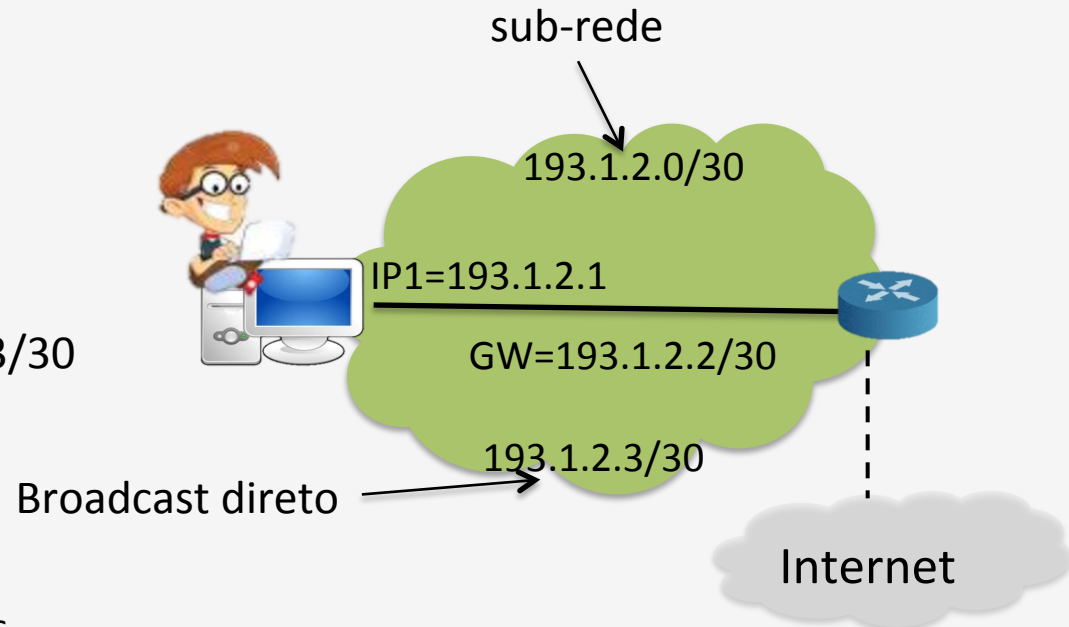 sub-rede
193.1.2.0/30
IP1=193.1.2.1
GW=193.1.2.2/30
/30
193.1.2.3/30
Broadcast direto
Internet